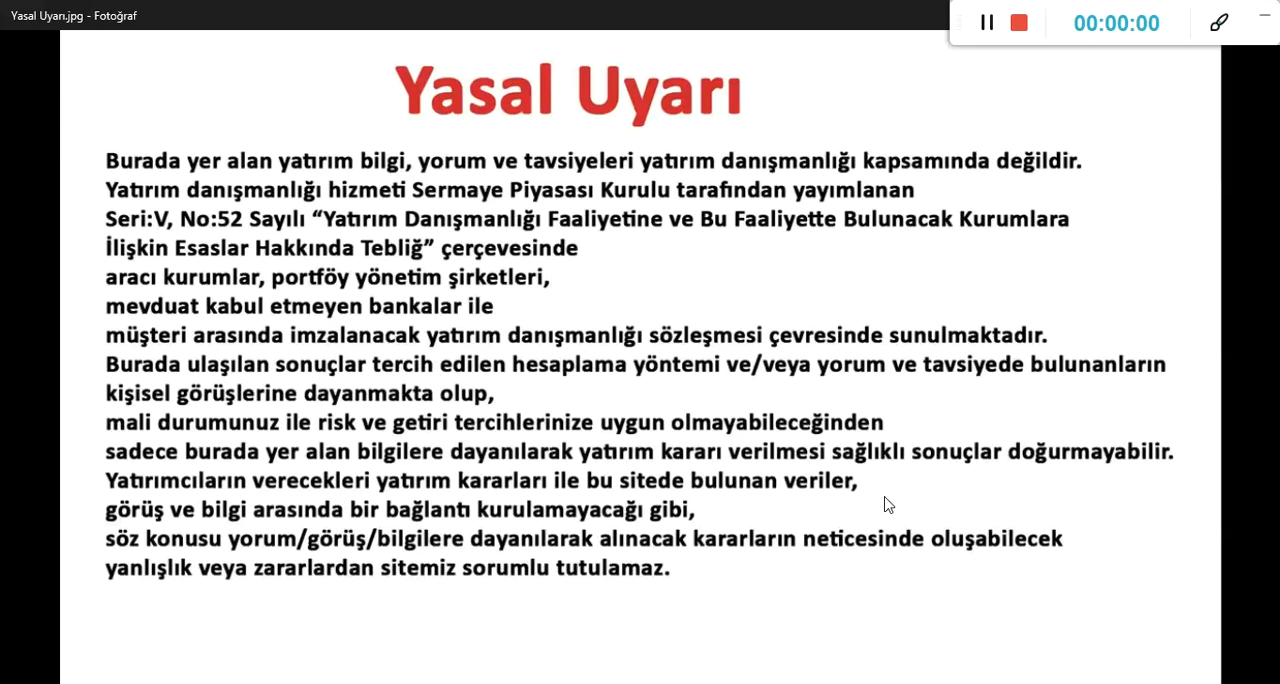 Yasal Uyarı.jpg - Fotoğraf
00:00:00
Yasal Uyarı
Burada yer alan yatırım bilgi, yorum ve tavsiyeleri yatırım danışmanlığı kapsamında değildir.
Yatırım danışmanlığı hizmeti Sermaye Piyasası Kurulu tarafından yayımlanan
Seri:V, No:52 Sayılı “Yatırım Danışmanlığı Faaliyetine ve Bu Faaliyette Bulunacak Kurumlara
İlişkin Esaslar Hakkında Tebliğ” çerçevesinde
aracı kurumlar, portföy yönetim şirketleri,
mevduat kabul etmeyen bankalar ile
müşteri arasında imzalanacak yatırım danışmanlığı sözleşmesi çevresinde sunulmaktadır.
Burada ulaşılan sonuçlar tercih edilen hesaplama yöntemi ve/veya yorum ve tavsiyede bulunanların
kişisel görüşlerine dayanmakta olup,
mali durumunuz ile risk ve getiri tercihlerinize uygun olmayabileceğinden
sadece burada yer alan bilgilere dayanılarak yatırım kararı verilmesi sağlıklı sonuçlar doğurmayabilir.
Yatırımcıların verecekleri yatırım kararları ile bu sitede bulunan veriler,
görüş ve bilgi arasında bir bağlantı kurulamayacağı gibi,
söz konusu yorum/görüş/bilgilere dayanılarak alınacak kararların neticesinde oluşabilecek
yanlışlık veya zararlardan sitemiz sorumlu tutulamaz.